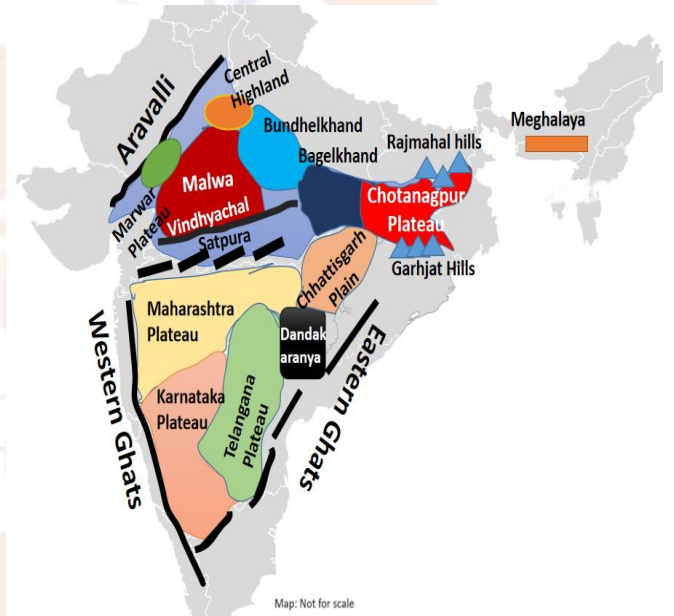 Central
Highland
Aravalli
Bundhelkhand
Bagelkhand
Rajmahal hills
Meghalaya
Malwa
Chotanagpur
Plateau
Marwar
Plateau
Vindhyachal
Satpura
Garhjat Hills
Chhattisgarh
Plain
Maharashtra
Plateau
Dandak
aranya
Western Ghats
Eastern Ghats
Karnataka
Plateau
Telangana
Plateau
Map: Not for scale